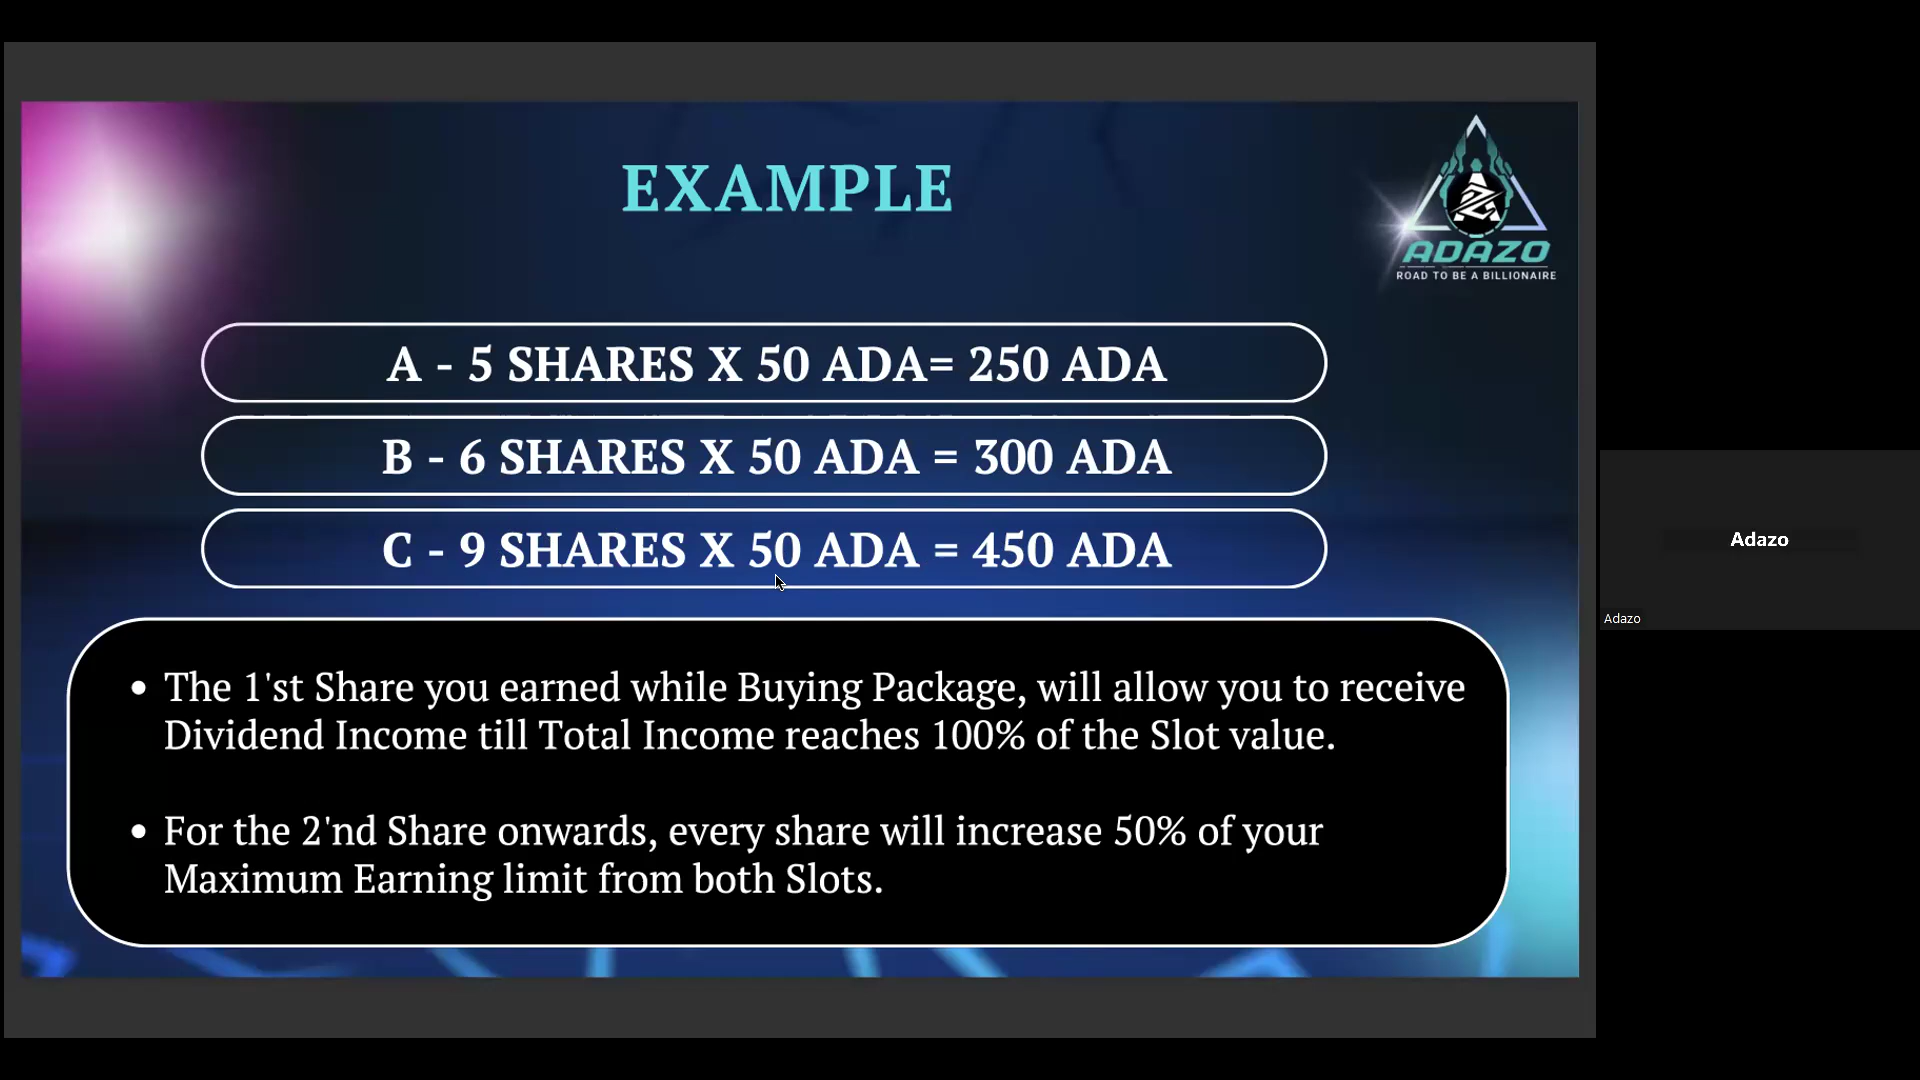 EXAMPLE
ADAZO
ROAD TO BE A BILLIONAIRE
A - 5 SHARES X 50 ADA= 250 ADA
B - 6 SHARES X 50 ADA = 300 ADA
C - 9 SHARES X 50 ADA = 450 ADA
• The 1'st Share you earned while Buying Package, will allow you to receive
Dividend Income till Total Income reaches 100% of the Slot value.
• For the 2'nd Share onwards, every share will increase 50% of your
Maximum Earning limit from both Slots.
Adazo
Adazo